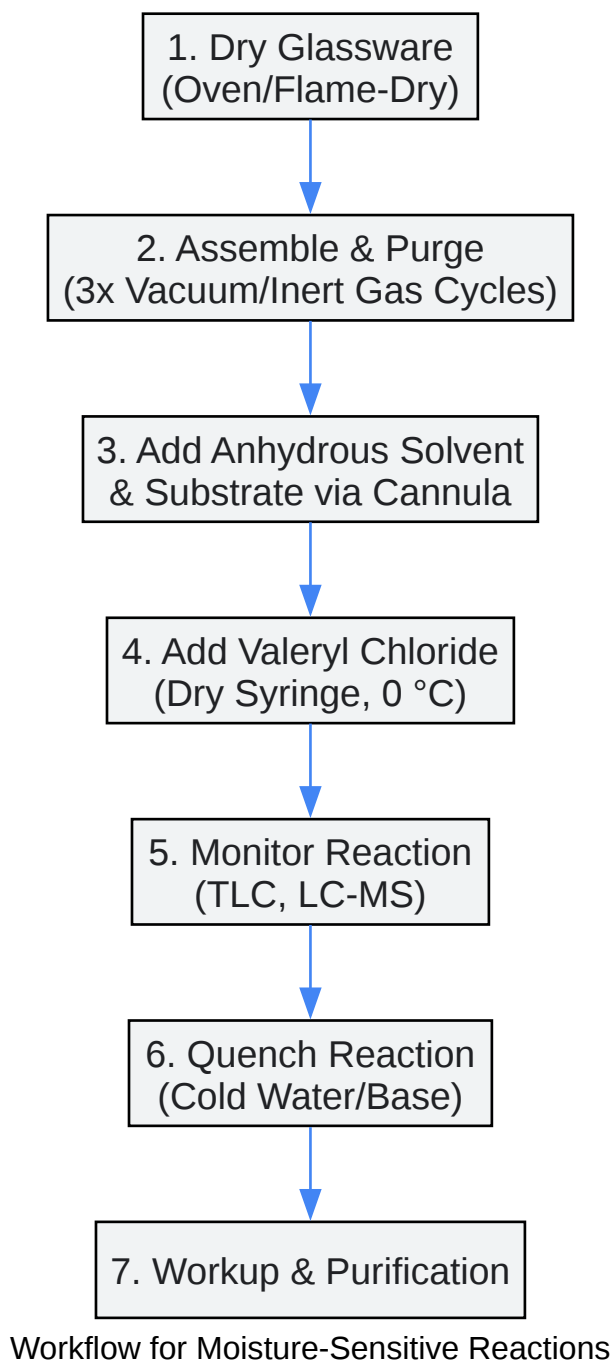 1. Dry Glassware
(Oven/Flame-Dry)
2. Assemble & Purge
(3x Vacuum/Inert Gas Cycles)
3. Add Anhydrous Solvent
& Substrate via Cannula
4. Add Valeryl Chloride
(Dry Syringe, 0 °C)
5. Monitor Reaction
(TLC, LC-MS)
6. Quench Reaction
(Cold Water/Base)
7. Workup & Purification
Workflow for Moisture-Sensitive Reactions